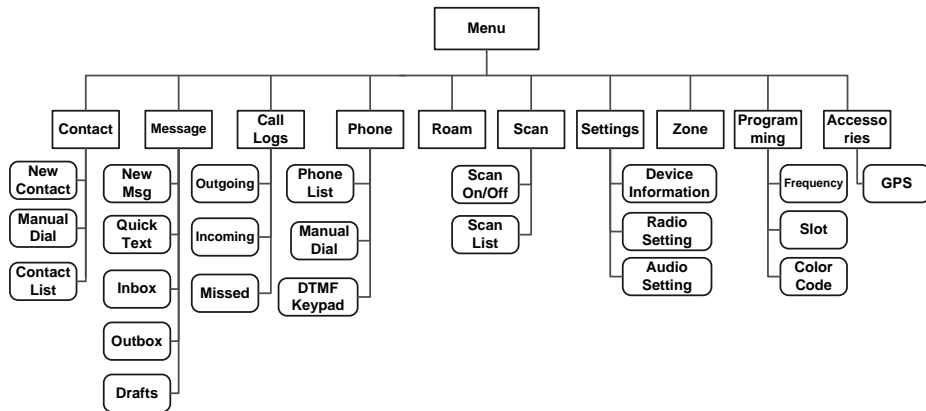 Menu
Contact
Message
Call
Logs
Phone
Roam
Scan
Settings
Zone
Programm
ming
Accesso
ries
New
Contact
Manual
Dial
Contact
List
New
Msg
Quick
Text
Inbox
Outbox
Drafts
Outgoing
Incoming
Missed
Phone
List
Manual
Dial
DTMF
Keypad
Scan
On/Off
Scan
List
Device
Information
Radio
Setting
Audio
Setting
Frequency
Slot
Color
Code
GPS